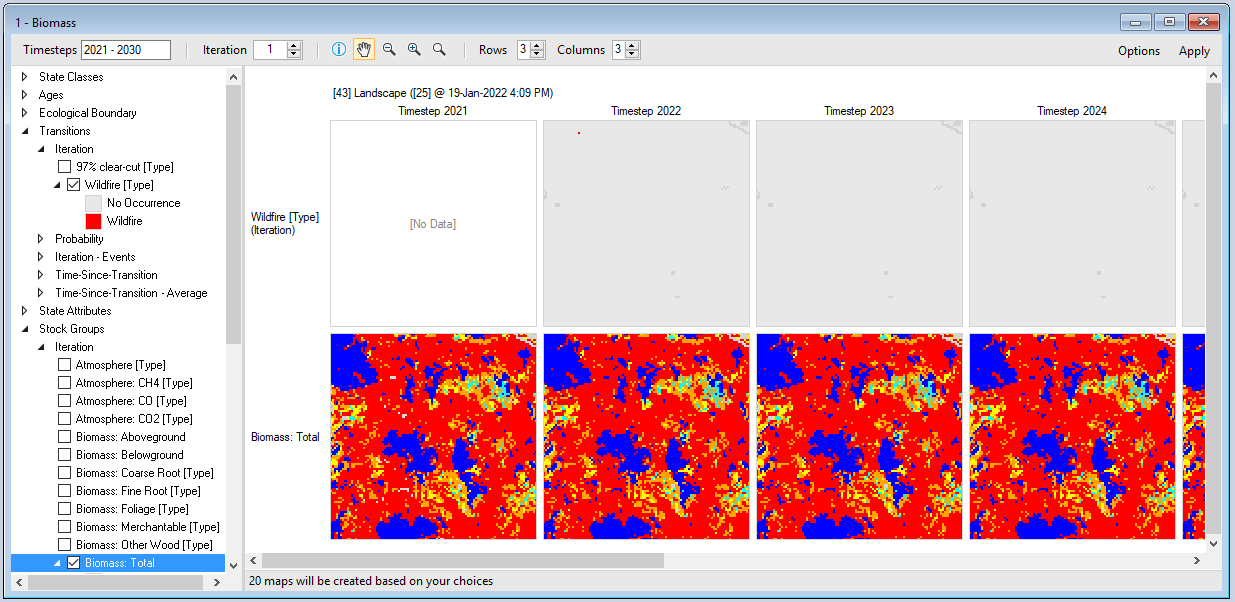 1 - Biomass
Timesteps 2021 - 2030 Iteration 1 Rows 3 Columns 3 Options Apply
State Classes
Ages
Ecological Boundary
Transitions
Iteration
97% clear-cut [Type]
Wildfire [Type]
No Occurrence
Wildfire
Probability
Iteration - Events
Time-Since-Transition
Time-Since-Transition - Average
State Attributes
Stock Groups
Iteration
Atmosphere [Type]
Atmosphere: CH4 [Type]
Atmosphere: CO [Type]
Atmosphere: CO2 [Type]
Biomass: Aboveground
Biomass: Belowground
Biomass: Coarse Root [Type]
Biomass: Fine Root [Type]
Biomass: Foliage [Type]
Biomass: Merchantable [Type]
Biomass: Other Wood [Type]
Biomass: Total
[43] Landscape ([25] @ 19-Jan-2022 4:09 PM)
Timestep 2021 Timestep 2022 Timestep 2023 Timestep 2024
Wildfire [Type]
(Iteration)
[No Data]
Biomass: Total
20 maps will be created based on your choices